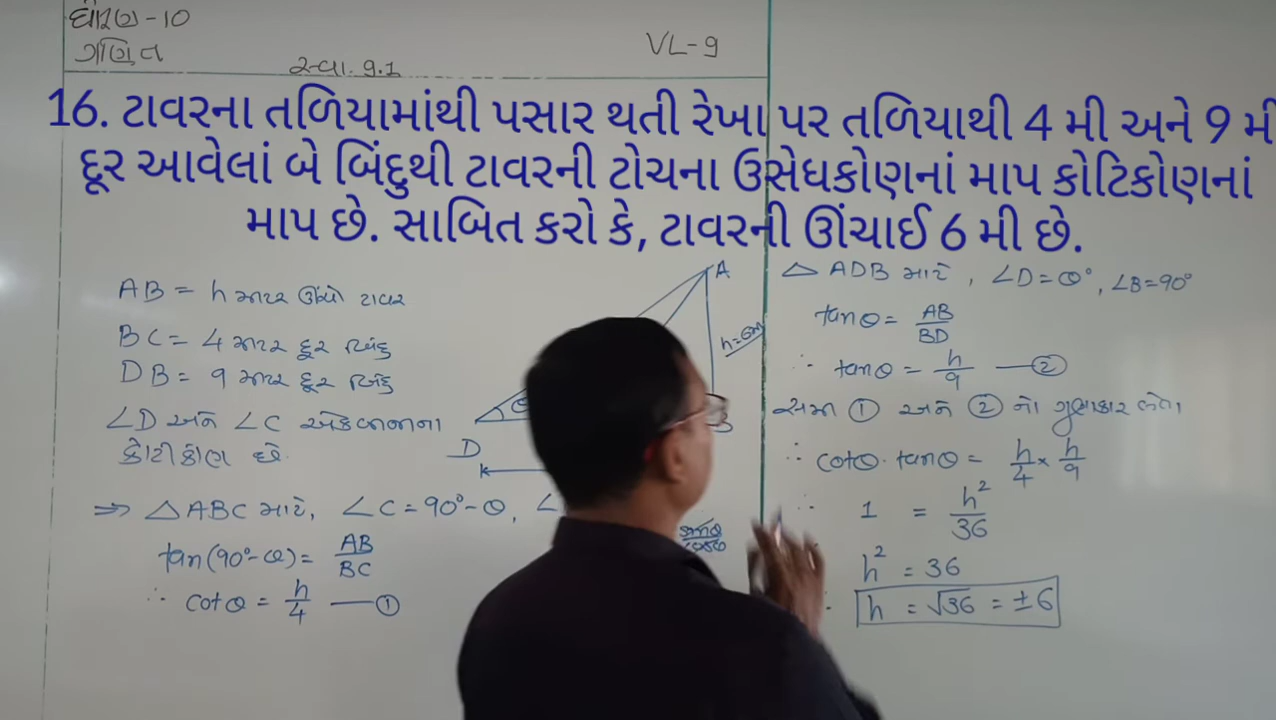 ધોરણ-10
ગણિત
સ્વા. 9.1
VL-9
16. ટાવરના તળિયામાંથી પસાર થતી રેખા પર તળિયાથી 4 મી અને 9 મી
દૂર આવેલાં બે બિંદુથી ટાવરની ટોચના ઉત્સેધકોણનાં માપ કોટિકોણનાં
માપ છે. સાબિત કરો કે, ટાવરની ઊંચાઈ 6 મી છે.
AB = h મીટર ઊંચો ટાવર
BC = 4 મીટર દૂર બિંદુ
DB = 9 મીટર દૂર બિંદુ
∠D અને ∠C એકબીજાના
કોટીકોણ છે.
⇒ △ABC માટે, ∠C = 90°-θ, ∠
tan(90°-θ) = AB/BC
∴ cotθ = h/4 —①
A
h=6m
θ
B
D
△ ADB માટે, ∠D=θ°, ∠B=90°
tanθ = AB/BD
∴ tanθ = h/9 —②
સમી ① અને ② નો ગુણાકાર લેતા
∴ cotθ · tanθ = h/4 × h/9
∴ 1 = h²/36
h² = 36
h = √36 = ±6